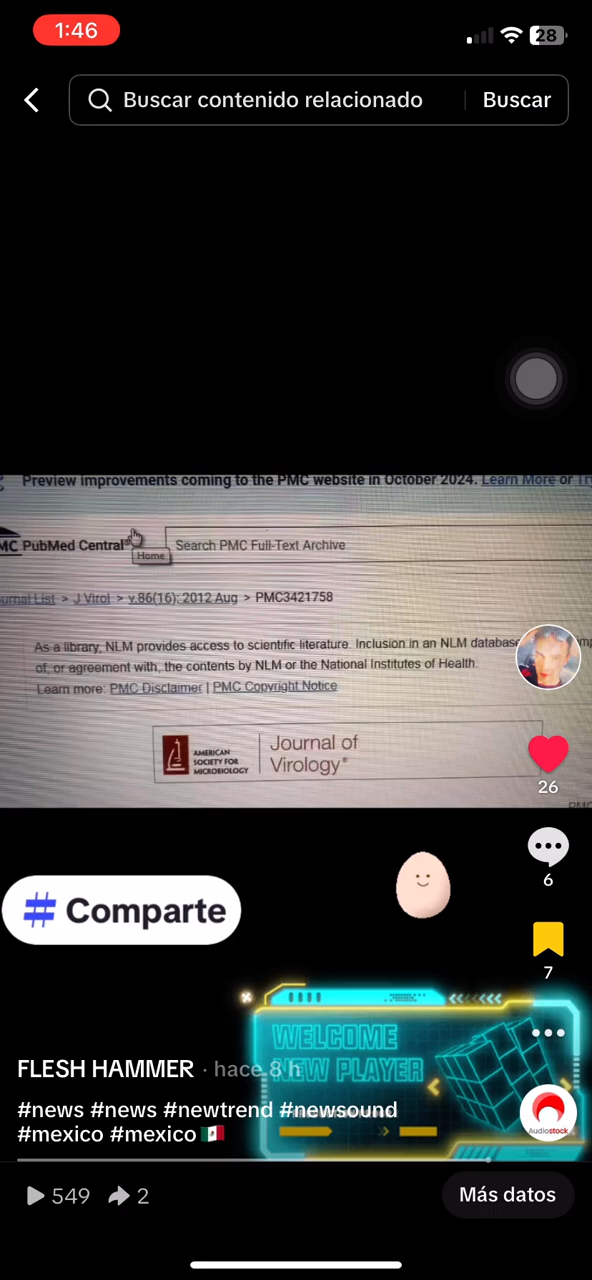 1:46
28
Buscar contenido relacionado
Buscar
Preview improvements coming to the PMC website in October 2024. Learn More or
MC PubMed Central®
Search PMC Full-Text Archive
Home
urnal List > J Virol > v.86(16); 2012 Aug > PMC3421758
As a library, NLM provides access to scientific literature. Inclusion in an NLM database
of, or agreement with, the contents by NLM or the National Institutes of Health.
Learn more: PMC Disclaimer | PMC Copyright Notice
AMERICAN
SOCIETY FOR
MICROBIOLOGY
Journal of
Virology®
26
6
# Comparte
7
WELCOME
NEW PLAYER
FLESH HAMMER · hace 8 h
#news #news #newtrend #newsound
#mexico #mexico🇲🇽
Audiostock
549
2
Más datos